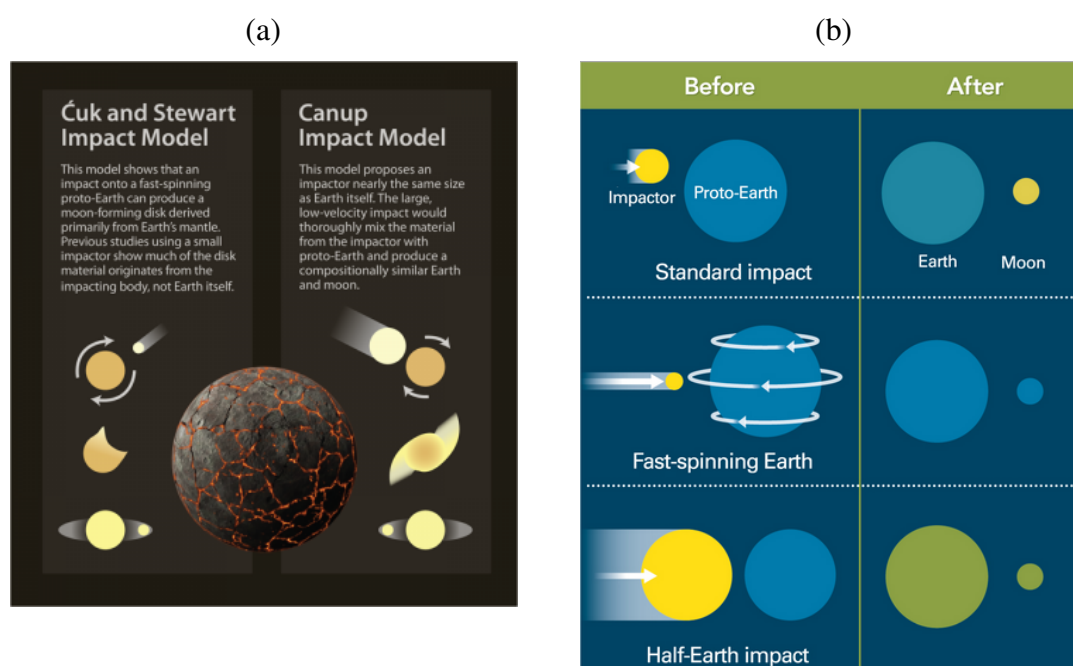 (a)
Ćuk and Stewart
Impact Model
This model shows that an
impact onto a fast-spinning
proto-Earth can produce a
moon-forming disk derived
primarily from Earth's mantle.
Previous studies using a small
impactor show much of the disk
material originates from the
impacting body, not Earth itself.
Canup
Impact Model
This model proposes an
impactor nearly the same size
as Earth itself. The large,
low-velocity impact would
thoroughly mix the material
from the impactor with
proto-Earth and produce a
compositionally similar Earth
and moon.
(b)
Before
After
Impactor
Proto-Earth
Earth
Moon
Standard impact
Fast-spinning Earth
Half-Earth impact